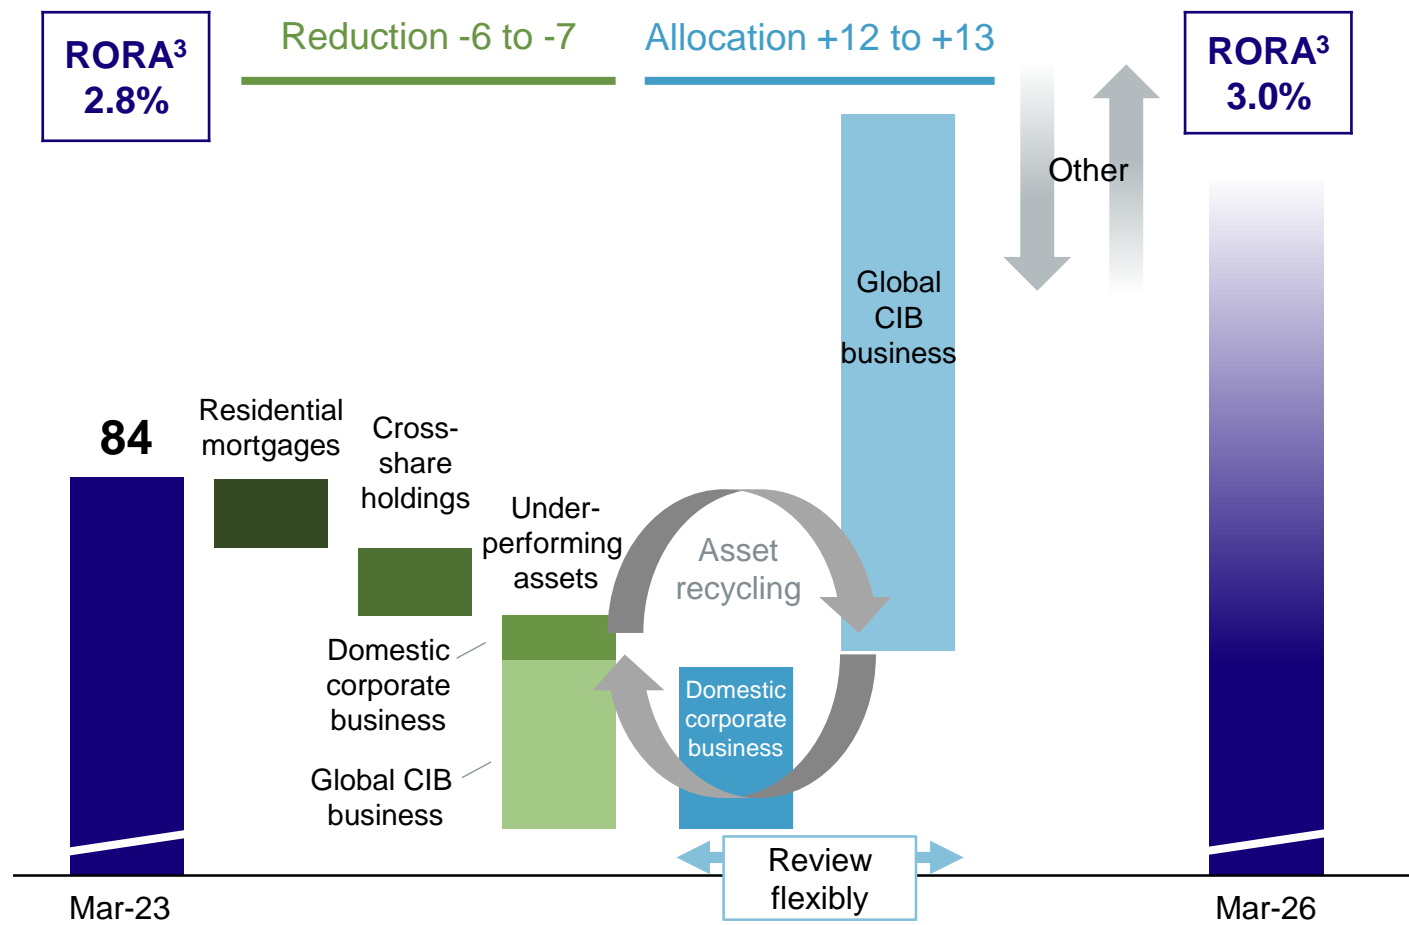 RORA³
2.8%
Reduction -6 to -7
Allocation +12 to +13
RORA³
3.0%
Other
Global
CIB
business
84
Residential
mortgages
Cross-
share
holdings
Under-
performing
assets
Asset
recycling
Domestic
corporate
business
Global CIB
business
Domestic
corporate
business
Review
flexibly
Mar-23
Mar-26